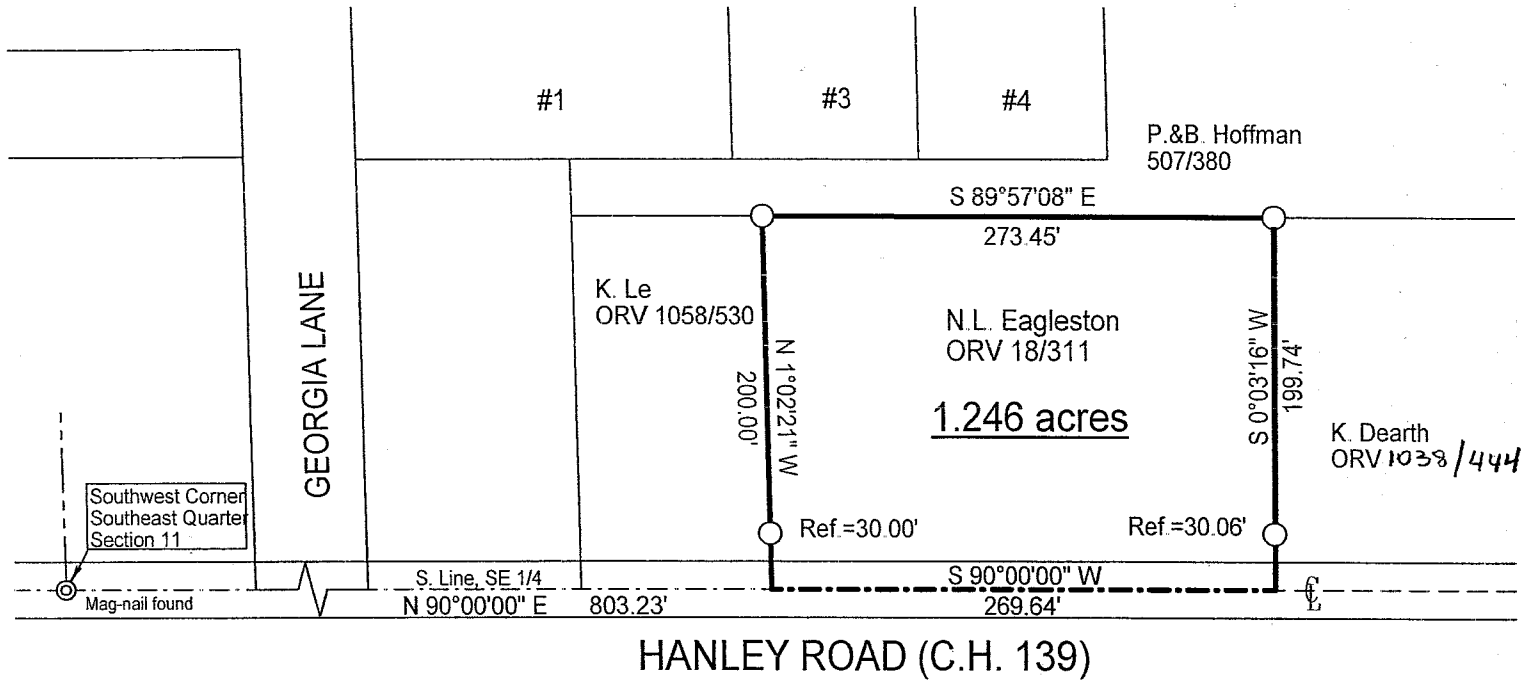 #1
#3
#4
P.&B. Hoffman
507/380
S 89°57'08" E
273.45'
K. Le
ORV 1058/530
GEORGIA LANE
N 1°02'21" W
200.00'
N.L. Eagleston
ORV 18/311
1.246 acres
S 0°03'16" W
199.74'
K. Dearth
ORV 1038/444
Southwest Corner
Southeast Quarter
Section 11
Ref.=30.00'
Ref.=30.06'
Mag-nail found
S. Line, SE 1/4
N 90°00'00" E 803.23'
S 90°00'00" W
269.64'
℄
HANLEY ROAD (C.H. 139)